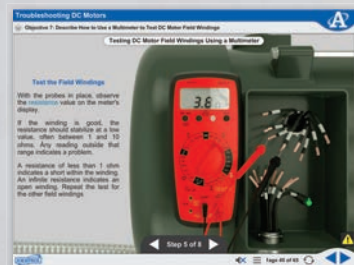 Troubleshooting DC Motors
Objective 7: Describe How to Use a Multimeter to Test DC Motor Field Windings
Testing DC Motor Field Windings Using a Multimeter
Test the Field Windings
With the probes in place, observe
the resistance value on the meter's
display.
If the winding is good, the
resistance should stabilize at a low
value, often between 1 and 10
ohms. Any reading outside that
range indicates a problem.
A resistance of less than 1 ohm
indicates a short within the winding.
An infinite resistance indicates an
open winding. Repeat the test for
the other field windings
3.6
Step 5 of 8